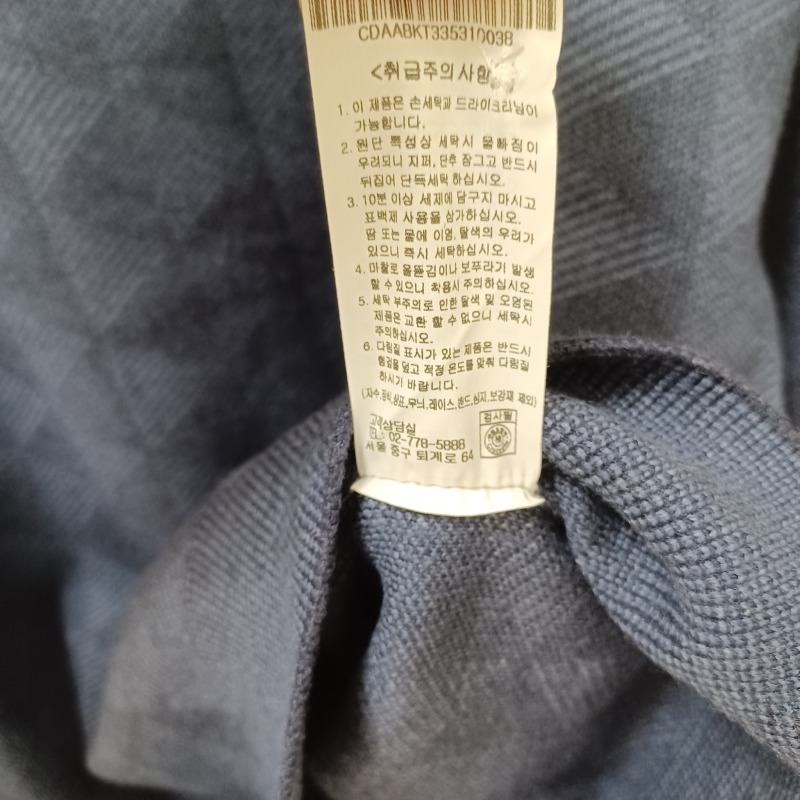 CDAABKT335310038
<취급주의사항
1. 이 제품은 손세탁과 드라이크리닝이
가능합니다.
2. 원단 특성상 세탁시 물빠짐이
우려되니 지퍼, 단추 잠그고 반드시
뒤집어 단독세탁 하십시오.
3. 10분 이상 세제에 담구지 마시고
표백제 사용을 삼가하십시오.
땀 또는 물에 이염, 탈색의 우려가
있으니 즉시 세탁하십시오.
4. 마찰로 올뜯김이나 보푸라기 발생
할 수 있으니 착용시 주의하십시오.
5. 세탁 부주의로 인한 탈색 및 오염된
제품은 교환 할 수 없으니 세탁시
주의하십시오.
6. 다림질 표시가 있는 제품은 반드시
헝겊을 덮고 적정 온도를 맞춰 다림질
하시기 바랍니다.
(자수,장식,상표,무늬,레이스,밴드,심지,보강재 제외)
고객상담실
TEL: 02-778-5888
서울 중구 퇴계로 64
검사필